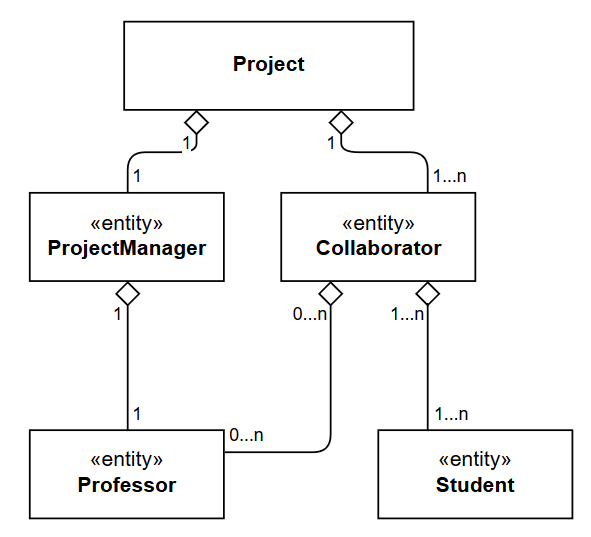 Project
1
1
1
1...n
«entity»
ProjectManager
«entity»
Collaborator
1
0...n
1...n
1
0...n
1...n
«entity»
Professor
«entity»
Student